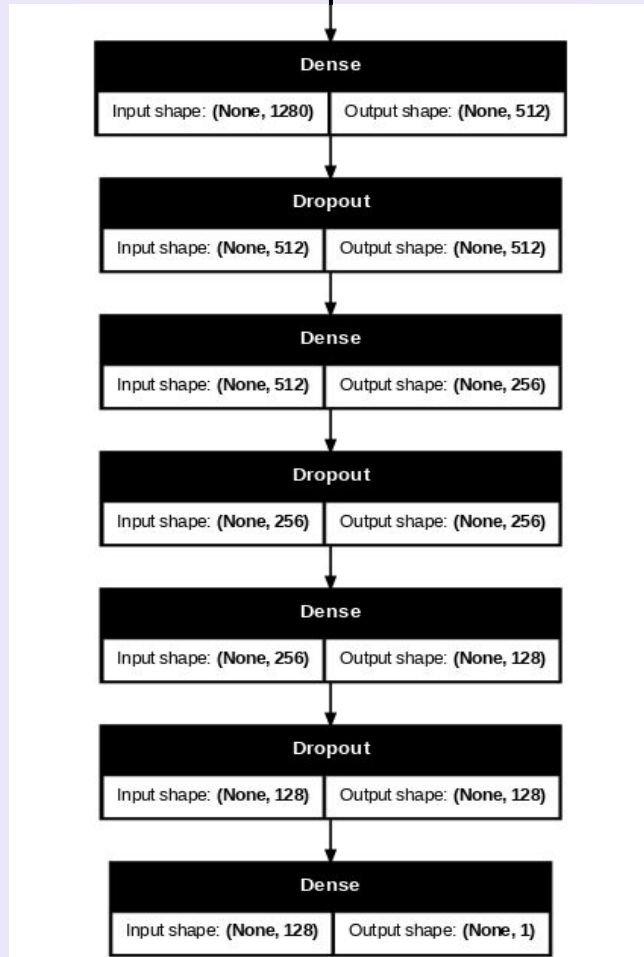 Dense
Input shape: (None, 1280) Output shape: (None, 512)
Dropout
Input shape: (None, 512) Output shape: (None, 512)
Dense
Input shape: (None, 512) Output shape: (None, 256)
Dropout
Input shape: (None, 256) Output shape: (None, 256)
Dense
Input shape: (None, 256) Output shape: (None, 128)
Dropout
Input shape: (None, 128) Output shape: (None, 128)
Dense
Input shape: (None, 128) Output shape: (None, 1)